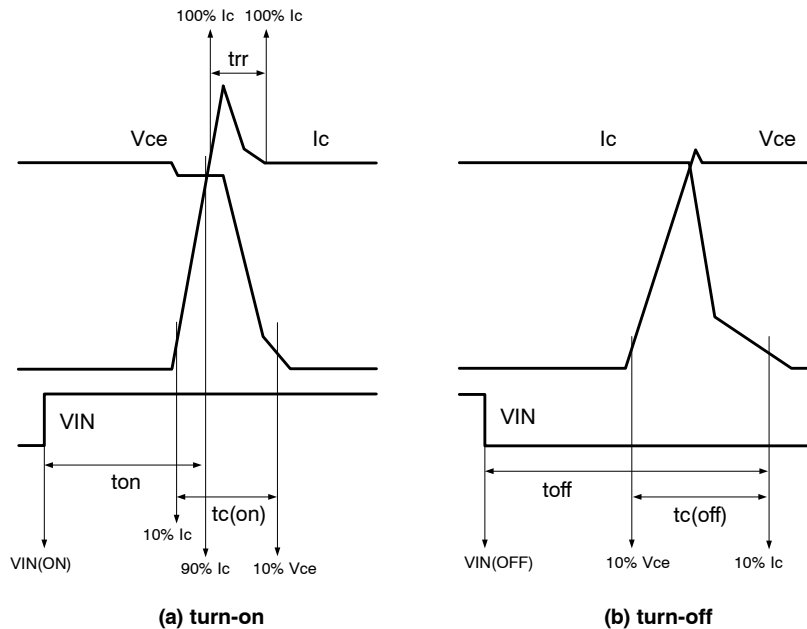 100% Ic
100% Ic
trr
Vce
Ic
VIN
ton
tc(on)
10% Ic
VIN(ON)
90% Ic
10% Vce
(a) turn-on
Ic
Vce
VIN
toff
tc(off)
VIN(OFF)
10% Vce
10% Ic
(b) turn-off